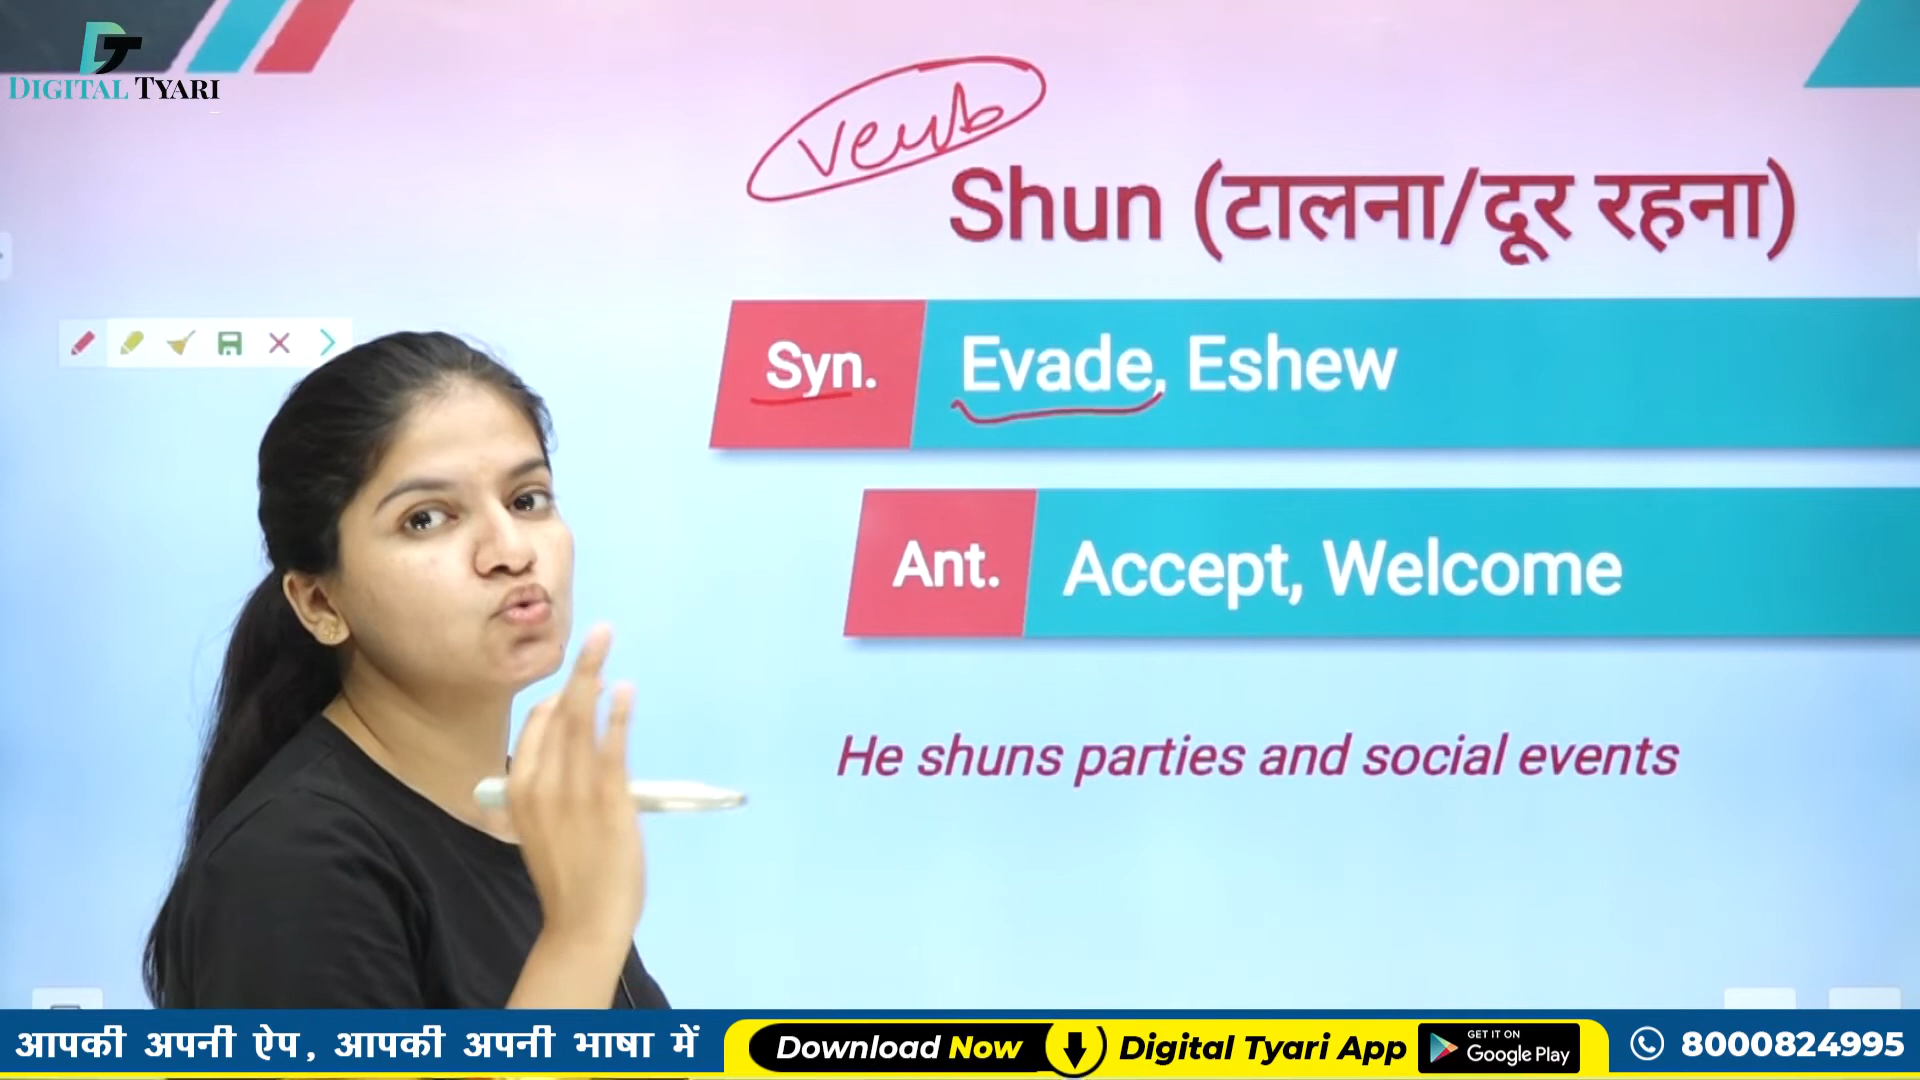 DT
DIGITAL TYARI
verb
Shun (टालना/दूर रहना)
Syn. Evade, Eshew
Ant. Accept, Welcome
He shuns parties and social events
आपकी अपनी ऐप, आपकी अपनी भाषा में
Download Now Digital Tyari App
GET IT ON
Google Play
8000824995